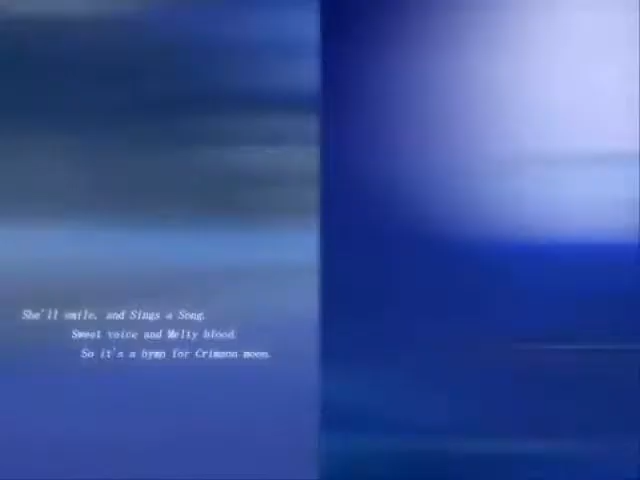 She'll smile, and Sings a Song.
Sweet voice and Melty blood.
So it's a hymn for Crimson moon.